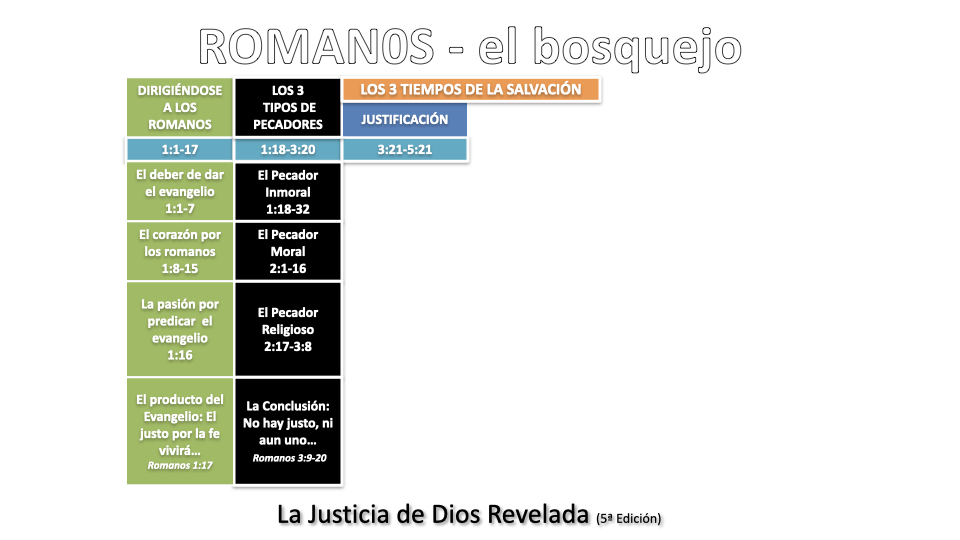 ROMAN0S - el bosquejo
DIRIGIÉNDOSE
A LOS
ROMANOS
LOS 3
TIPOS DE
PECADORES
LOS 3 TIEMPOS DE LA SALVACIÓN
JUSTIFICACIÓN
1:1-17
1:18-3:20
3:21-5:21
El deber de dar
el evangelio
1:1-7
El Pecador
Inmoral
1:18-32
El corazón por
los romanos
1:8-15
El Pecador
Moral
2:1-16
La pasión por
predicar el
evangelio
1:16
El Pecador
Religioso
2:17-3:8
El producto del
Evangelio: El
justo por la fe
vivirá…
Romanos 1:17
La Conclusión:
No hay justo, ni
aun uno…
Romanos 3:9-20
La Justicia de Dios Revelada (5ª Edición)